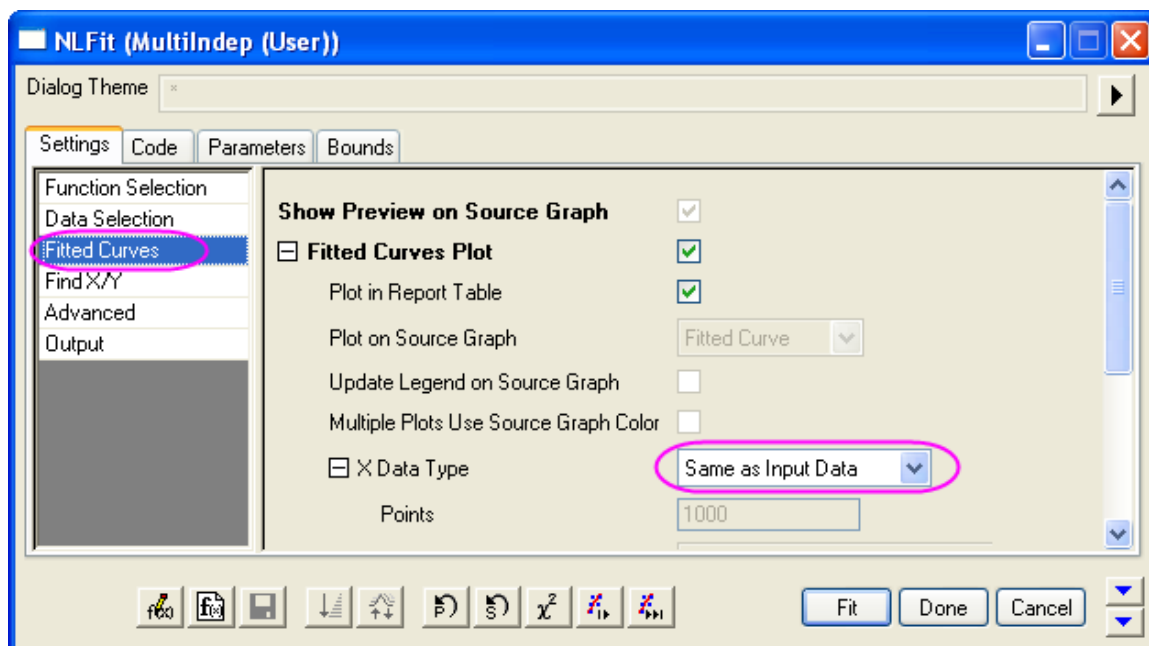 NLFit (MultiIndep (User))
Dialog Theme *
Settings Code Parameters Bounds
Function Selection
Data Selection
Fitted Curves
Find X/Y
Advanced
Output
Show Preview on Source Graph
Fitted Curves Plot
Plot in Report Table
Plot on Source Graph Fitted Curve
Update Legend on Source Graph
Multiple Plots Use Source Graph Color
X Data Type Same as Input Data
Points 1000
Fit Done Cancel